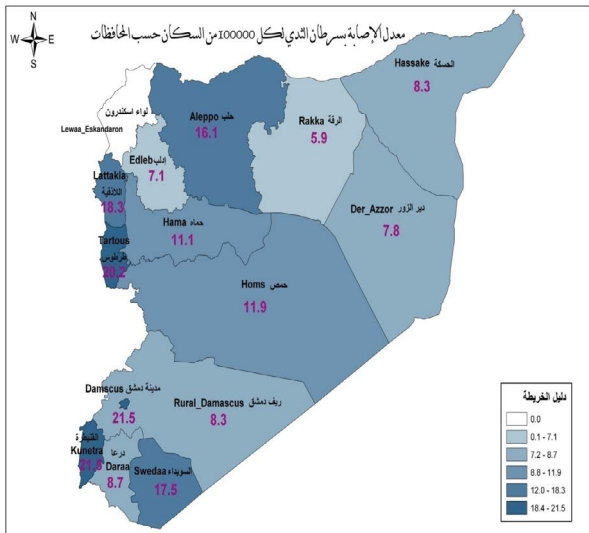 N
W E
S
معدل الإصابة بسرطان الثدي لكل 100000 من السكان حسب المحافظات
Hassake الحسكة
8.3
Aleppo حلب
16.1
Rakka الرقة
5.9
لواء اسكندرون
Lewaa_Eskandaron
Edleb إدلب
7.1
Lattakia
اللاذقية
18.3
Der_Azzor دير الزور
7.8
Hama حماه
11.1
Tartous
طرطوس
20.2
Homs حمص
11.9
Damscus مدينة دمشق
21.5
Rural_Damascus ريف دمشق
8.3
القنيطرة
Kunetra
درعا
Daraa
8.7
Swedaa السويداء
17.5
دليل الخريطة
0.0
0.1 - 7.1
7.2 - 8.7
8.8 - 11.9
12.0 - 18.3
18.4 - 21.5